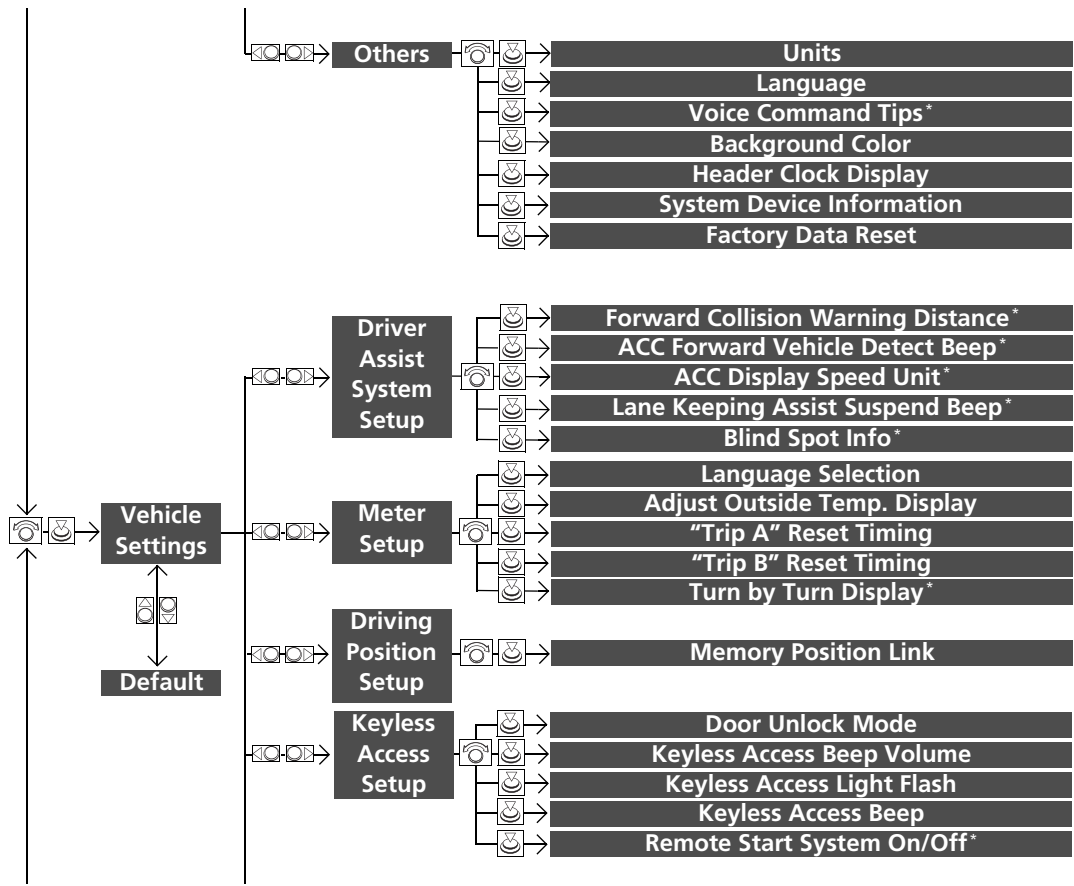 Others
Units
Language
Voice Command Tips*
Background Color
Header Clock Display
System Device Information
Factory Data Reset
Vehicle
Settings
Default
Driver
Assist
System
Setup
Forward Collision Warning Distance*
ACC Forward Vehicle Detect Beep*
ACC Display Speed Unit*
Lane Keeping Assist Suspend Beep*
Blind Spot Info*
Meter
Setup
Language Selection
Adjust Outside Temp. Display
“Trip A” Reset Timing
“Trip B” Reset Timing
Turn by Turn Display*
Driving
Position
Setup
Memory Position Link
Keyless
Access
Setup
Door Unlock Mode
Keyless Access Beep Volume
Keyless Access Light Flash
Keyless Access Beep
Remote Start System On/Off*